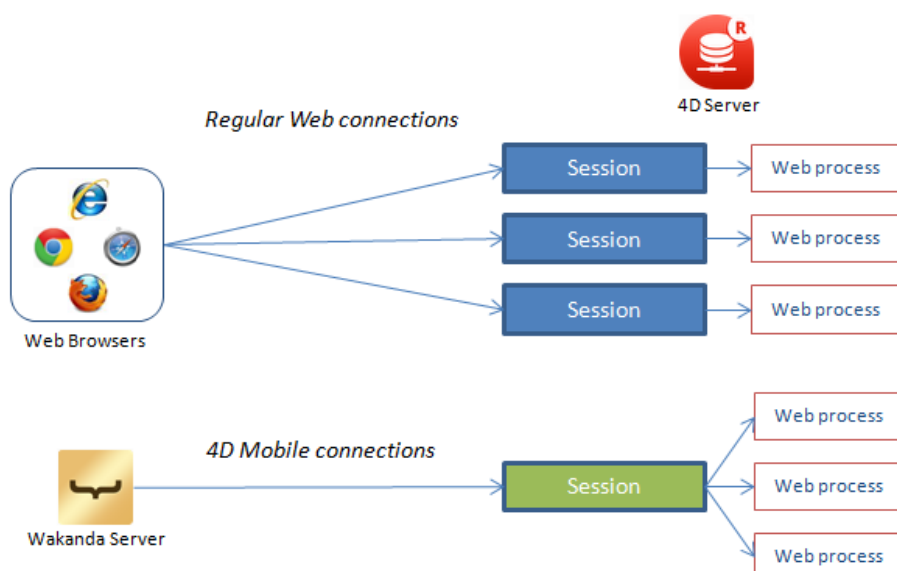 R
4D Server
Regular Web connections
Session
Web process
Session
Web process
Session
Web process
Web Browsers
4D Mobile connections
Web process
Session
Web process
Web process
Wakanda Server